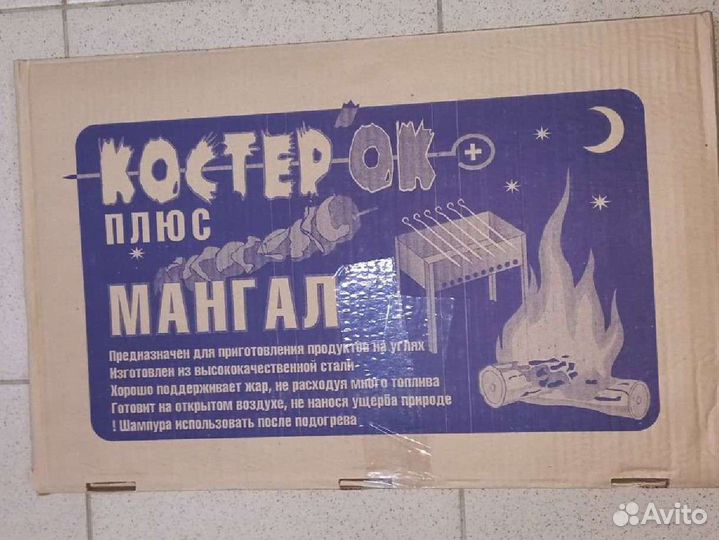 КОСТЕР'ОК +
ПЛЮС
МАНГАЛ
Предназначен для приготовления продуктов на углях
Изготовлен из высококачественной стали
Хорошо поддерживает жар, не расходуя много топлива
Готовит на открытом воздухе, не нанося ущерба природе
! Шампура использовать после подогрева
Avito